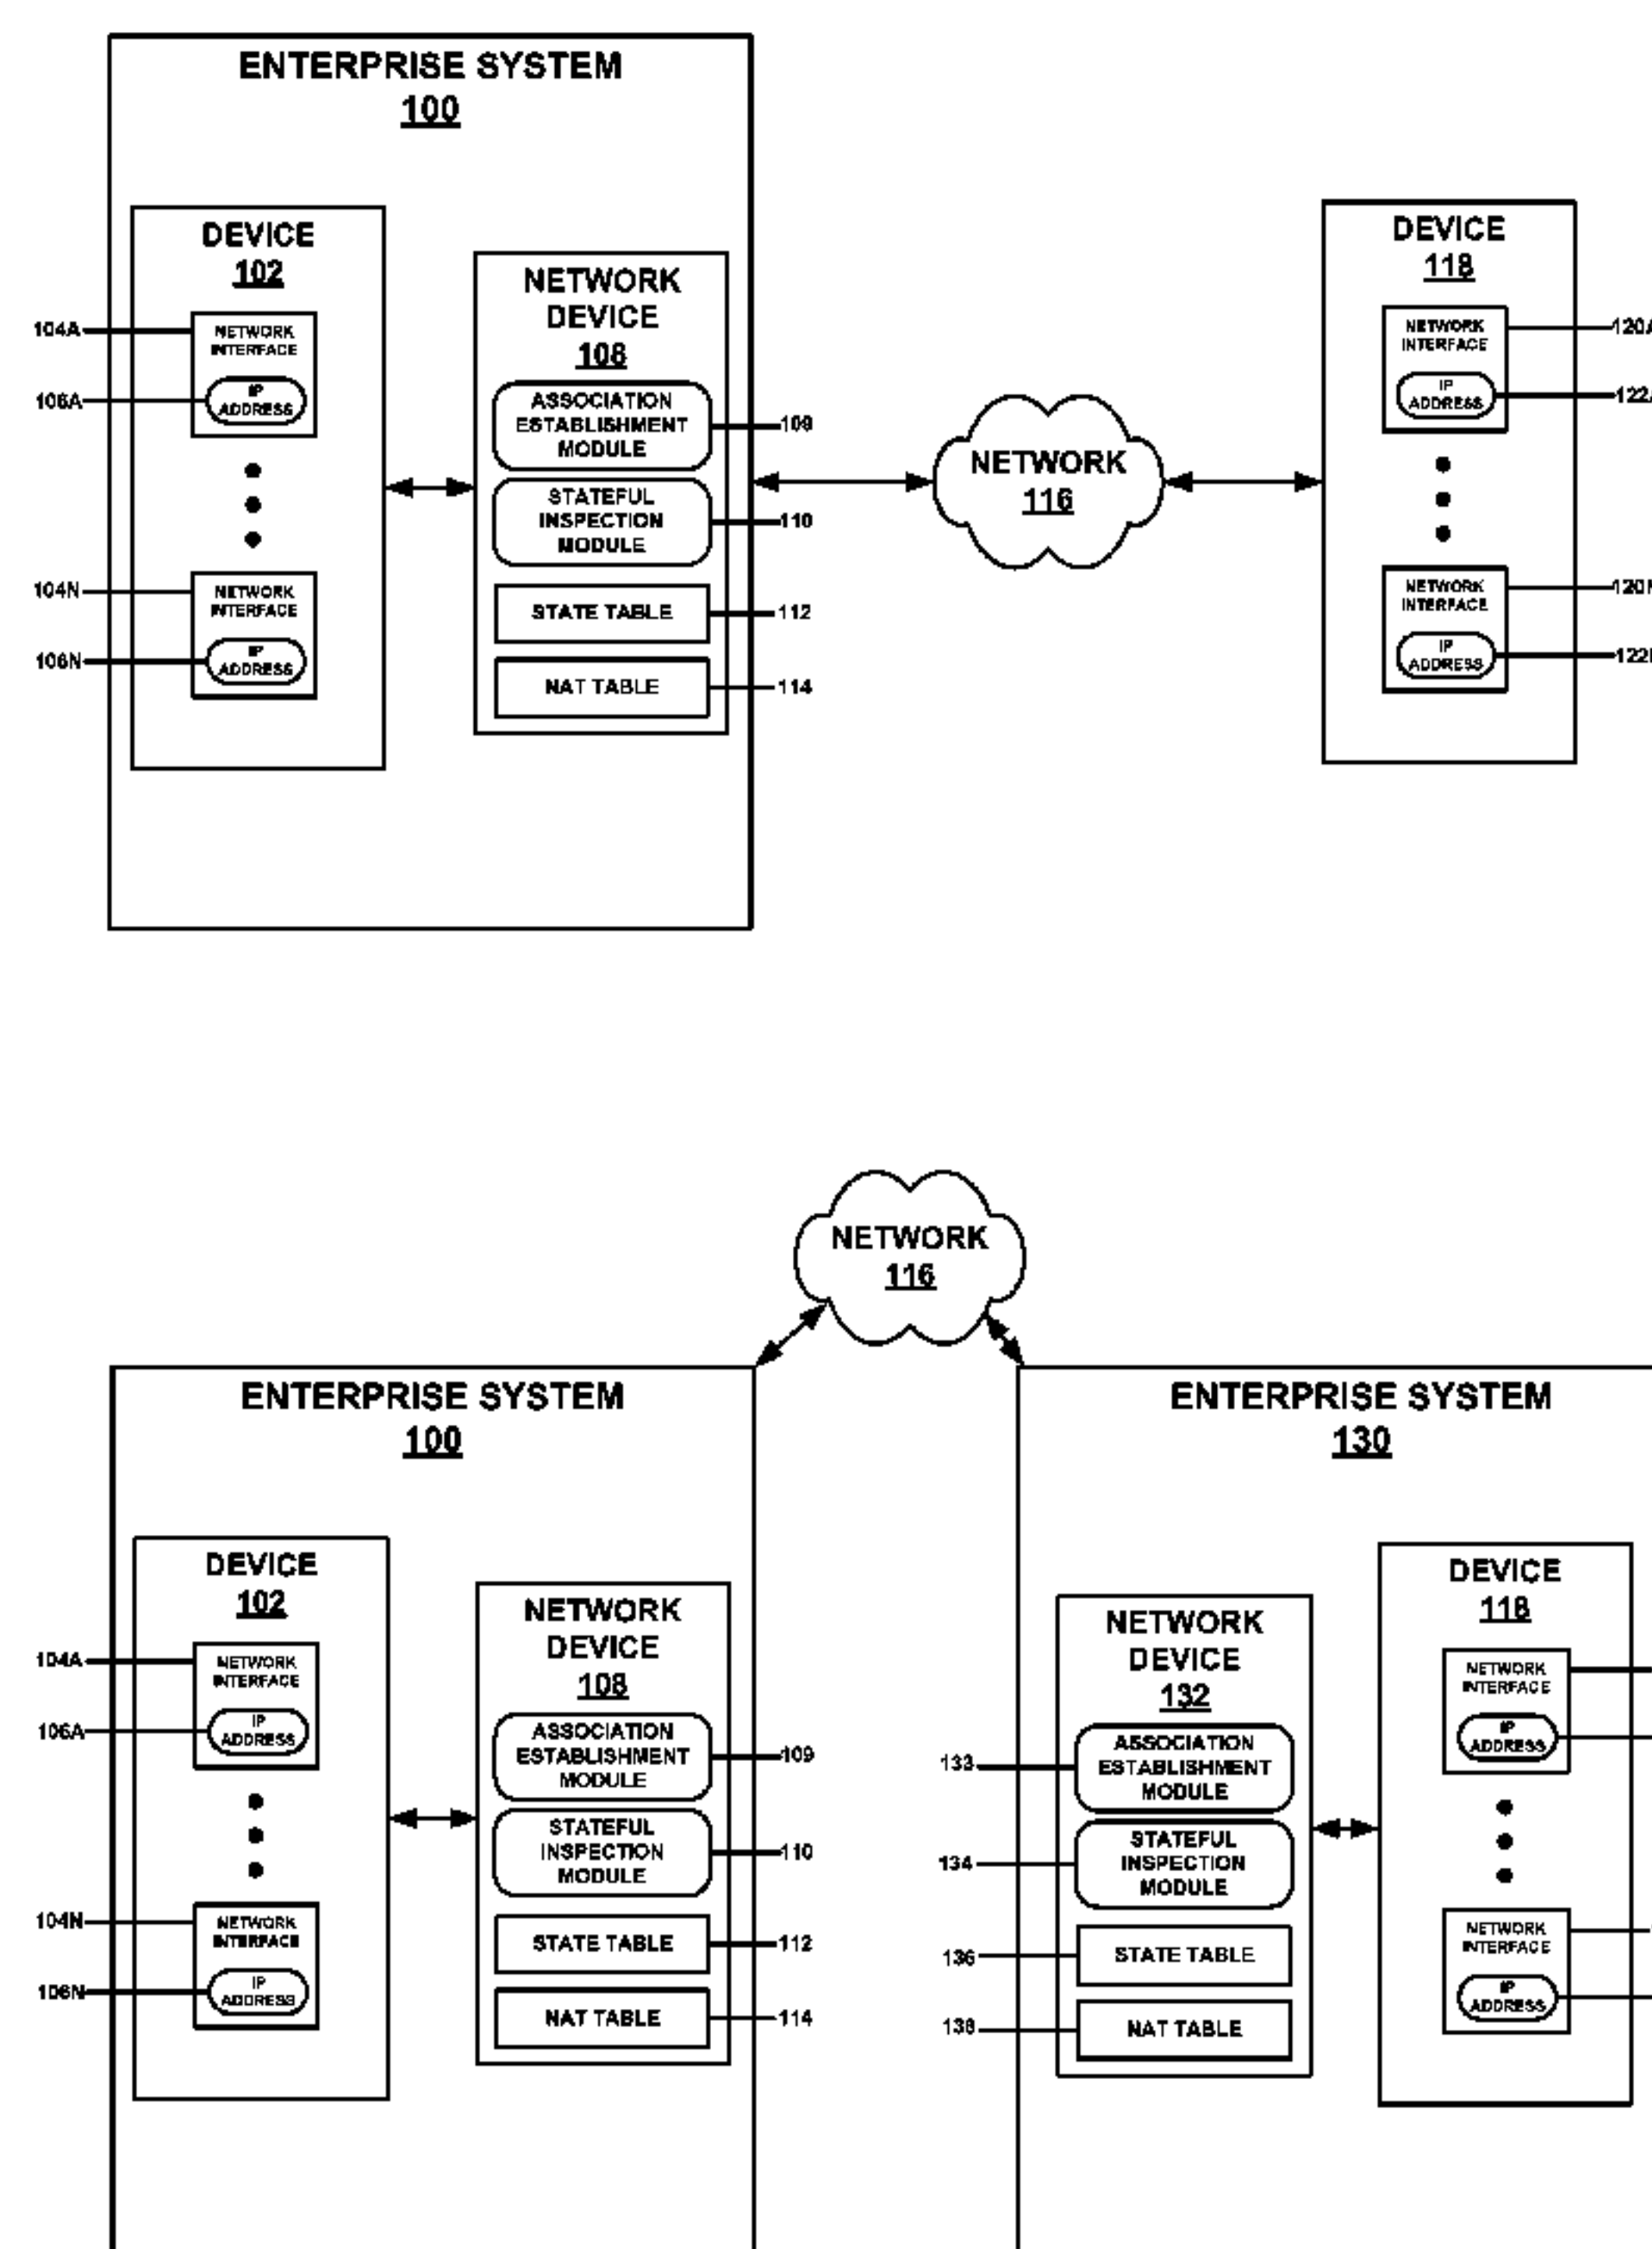 ENTERPRISE SYSTEM
100
DEVICE
102
104A
NETWORK
INTERFACE
106A
IP
ADDRESS
104N
NETWORK
INTERFACE
106N
IP
ADDRESS
NETWORK
DEVICE
108
ASSOCIATION
ESTABLISHMENT
MODULE
109
STATEFUL
INSPECTION
MODULE
110
STATE TABLE
112
NAT TABLE
114
NETWORK
116
DEVICE
118
NETWORK
INTERFACE
120A
IP
ADDRESS
122A
NETWORK
INTERFACE
120N
IP
ADDRESS
122N
NETWORK
116
ENTERPRISE SYSTEM
100
DEVICE
102
104A
NETWORK
INTERFACE
106A
IP
ADDRESS
104N
NETWORK
INTERFACE
106N
IP
ADDRESS
NETWORK
DEVICE
108
ASSOCIATION
ESTABLISHMENT
MODULE
109
STATEFUL
INSPECTION
MODULE
110
STATE TABLE
112
NAT TABLE
114
ENTERPRISE SYSTEM
130
NETWORK
DEVICE
132
133
ASSOCIATION
ESTABLISHMENT
MODULE
134
STATEFUL
INSPECTION
MODULE
136
STATE TABLE
138
NAT TABLE
DEVICE
118
NETWORK
INTERFACE
IP
ADDRESS
NETWORK
INTERFACE
IP
ADDRESS